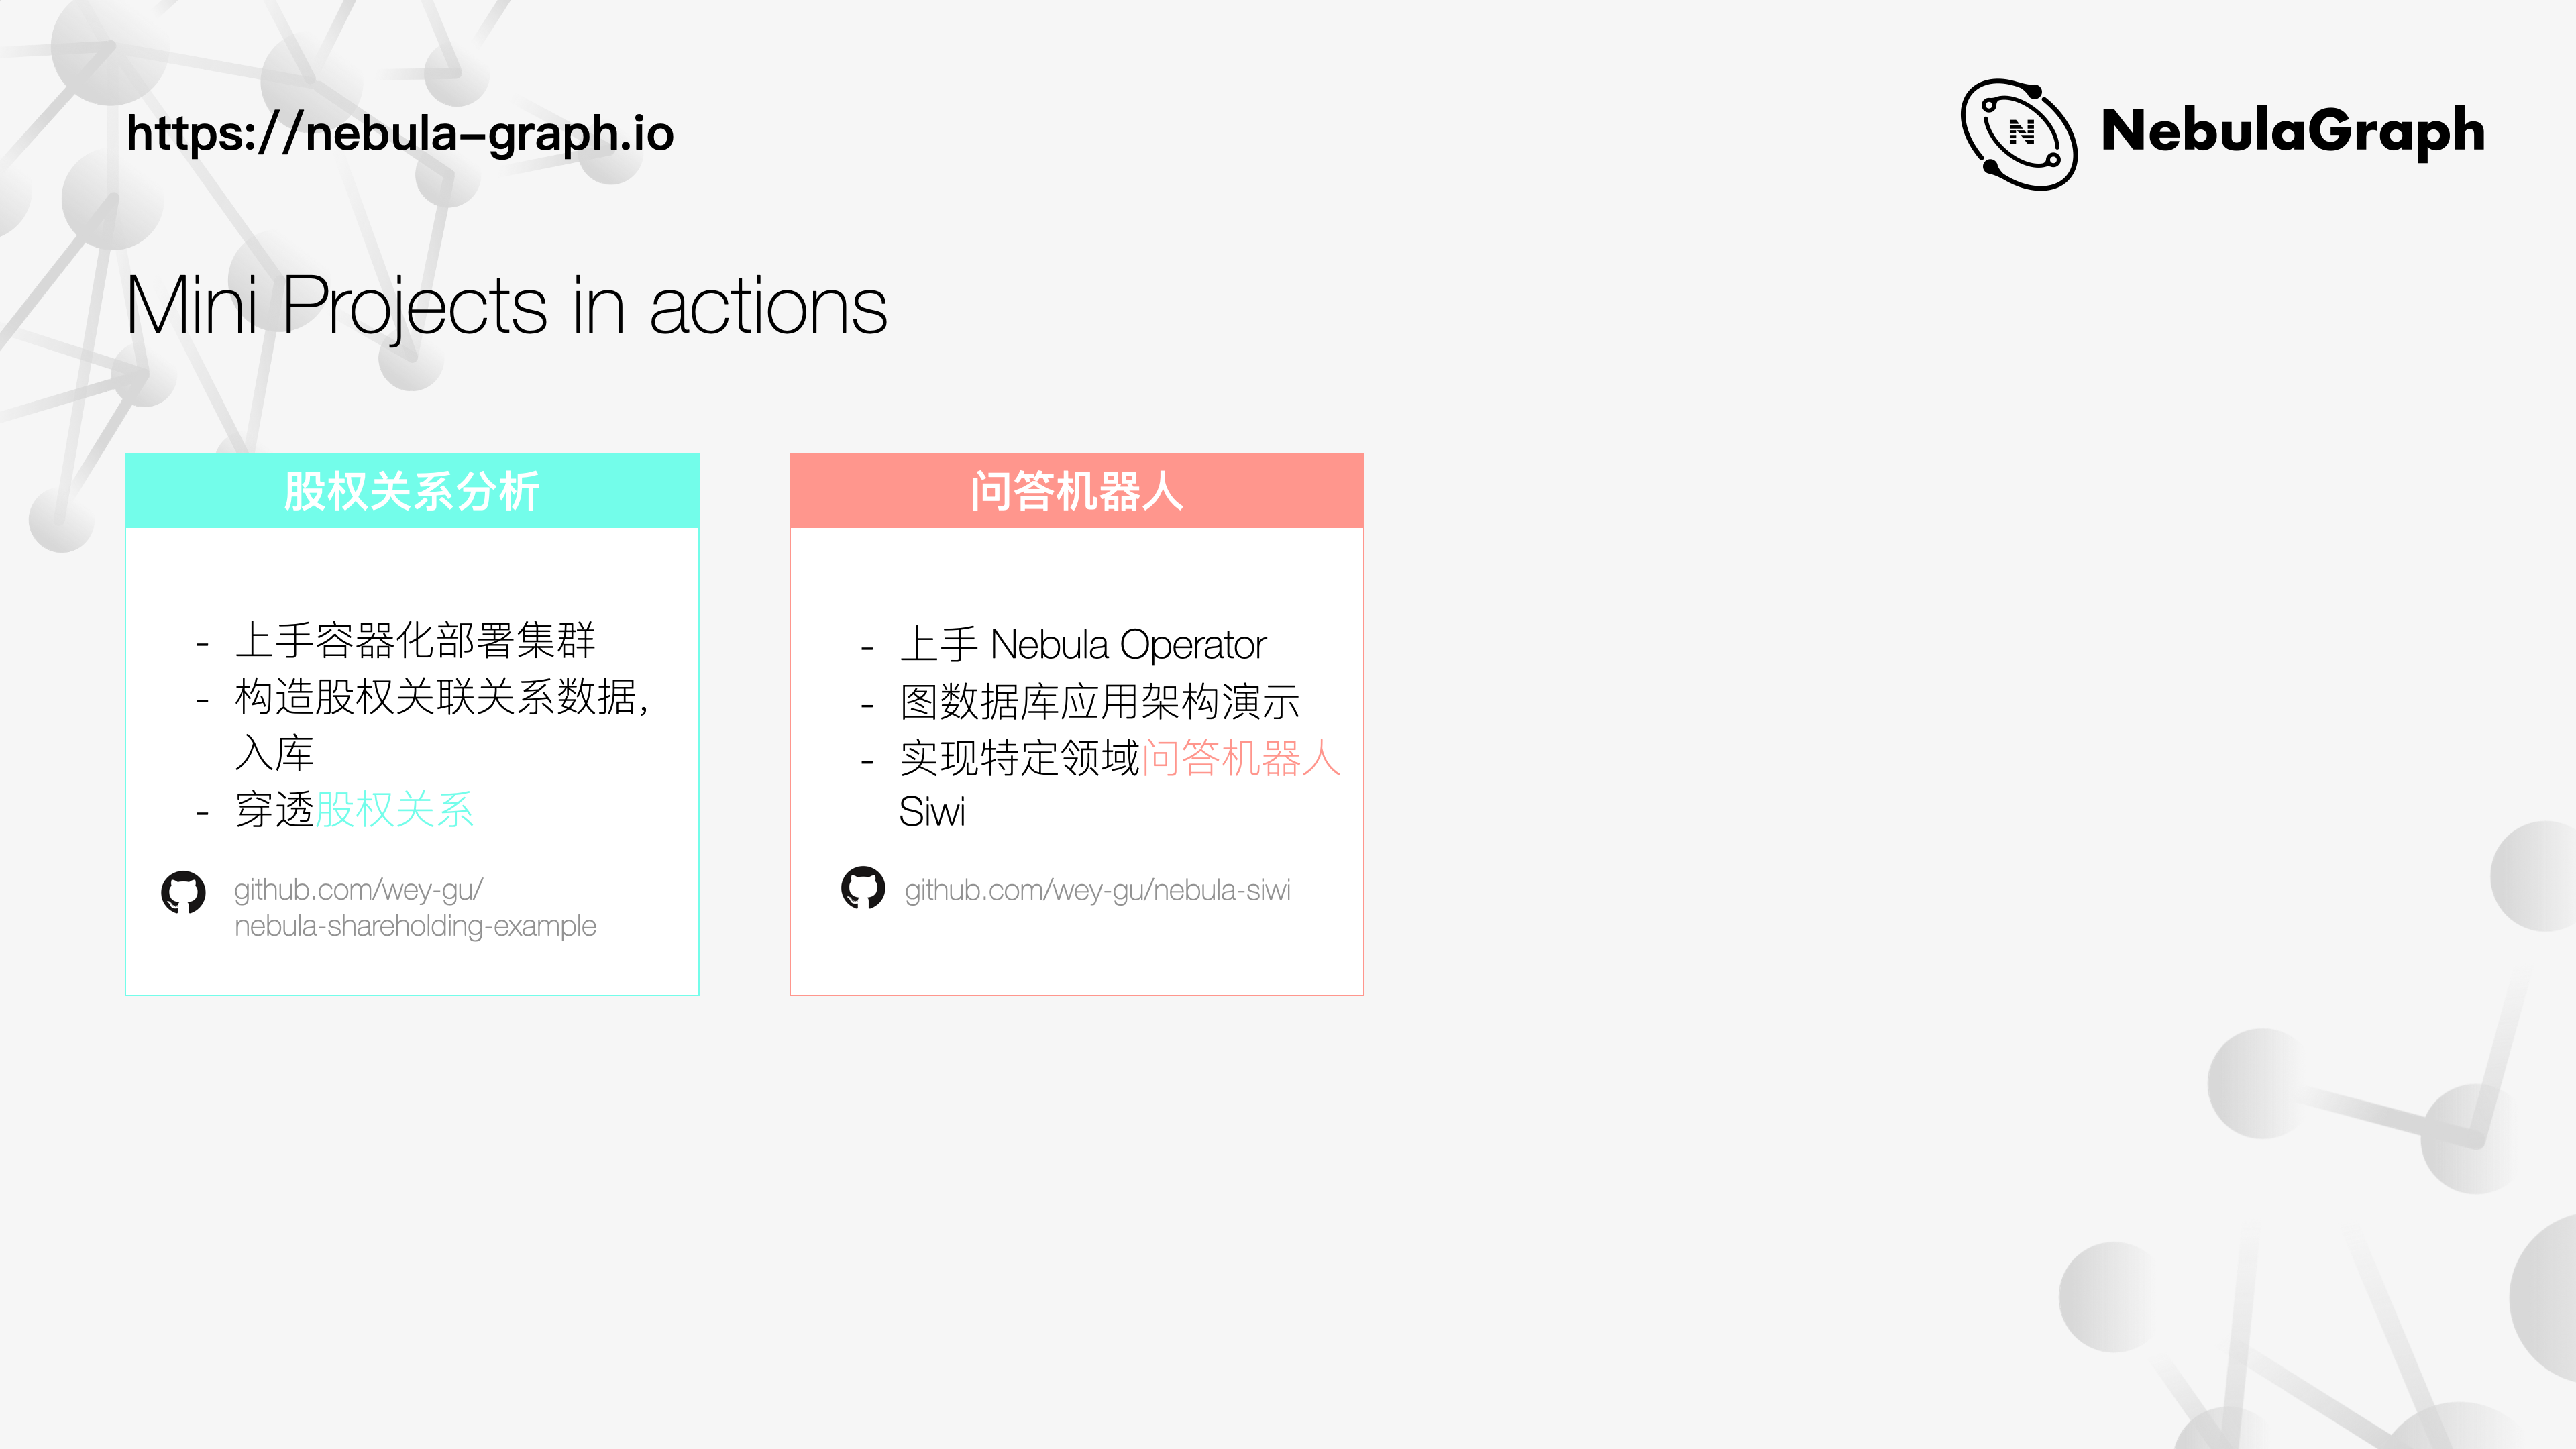 https://nebula-graph.io
NebulaGraph
Mini Projects in actions
股权关系分析
- 上手容器化部署集群
- 构造股权关联关系数据,
入库
- 穿透股权关系
github.com/wey-gu/
nebula-shareholding-example
问答机器人
- 上手 Nebula Operator
- 图数据库应用架构演示
- 实现特定领域问答机器人
Siwi
github.com/wey-gu/nebula-siwi